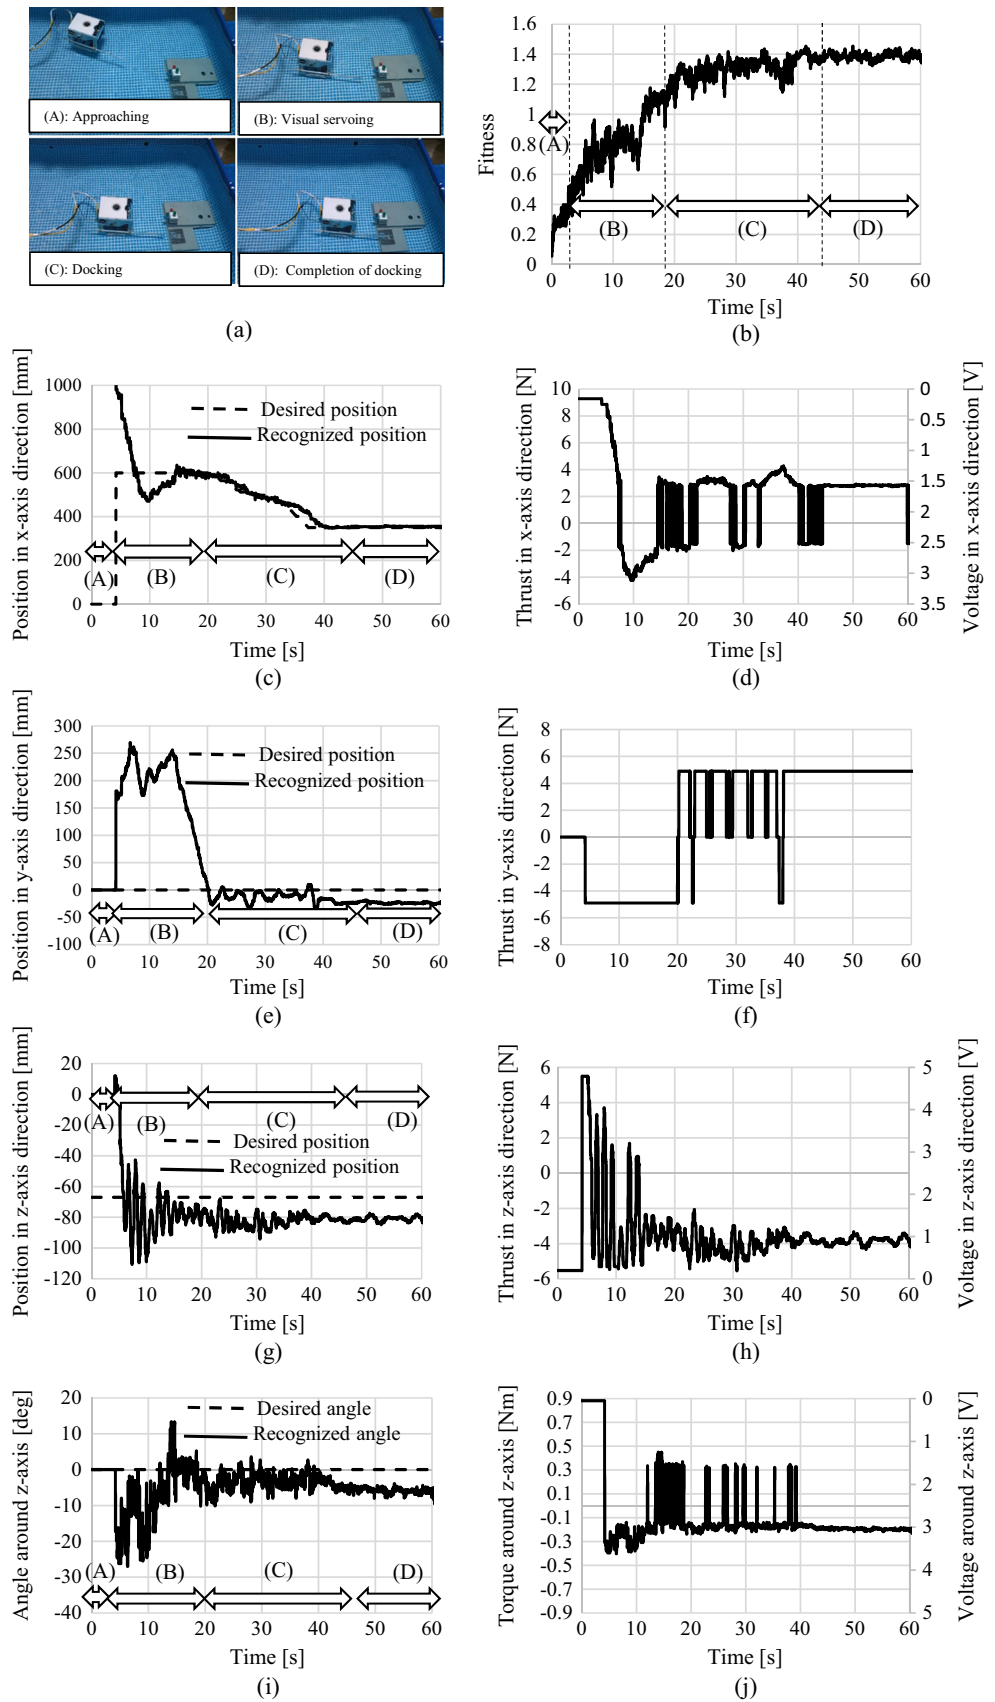 (A): Approaching
(B): Visual servoing
(C): Docking
(D): Completion of docking
(a)
Fitness
1.6
1.4
1.2
1
0.8
0.6
0.4
0.2
0
(A)
(B)
(C)
(D)
0 10 20 30 40 50 60
Time [s]
(b)
Position in x-axis direction [mm]
1000
800
600
400
200
0
Desired position
Recognized position
(A)
(B)
(C)
(D)
0 10 20 30 40 50 60
Time [s]
(c)
Thrust in x-axis direction [N]
10
8
6
4
2
0
-2
-4
-6
0
0.5
1
1.5
2
2.5
3
3.5
Voltage in x-axis direction [V]
0 10 20 30 40 50 60
Time [s]
(d)
Position in y-axis direction [mm]
300
250
200
150
100
50
0
-50
-100
Desired position
Recognized position
(A)
(B)
(C)
(D)
0 10 20 30 40 50 60
Time [s]
(e)
Thrust in y-axis direction [N]
8
6
4
2
0
-2
-4
-6
-8
0 10 20 30 40 50 60
Time [s]
(f)
Position in z-axis direction [mm]
20
0
-20
-40
-60
-80
-100
-120
(A)
(B)
(C)
(D)
Desired position
Recognized position
0 10 20 30 40 50 60
Time [s]
(g)
Thrust in z-axis direction [N]
6
4
2
0
-2
-4
-6
5
4
3
2
1
0
Voltage in z-axis direction [V]
0 10 20 30 40 50 60
Time [s]
(h)
Angle around z-axis [deg]
20
10
0
-10
-20
-30
-40
Desired angle
Recognized angle
(A)
(B)
(C)
(D)
0 10 20 30 40 50 60
Time [s]
(i)
Torque around z-axis [Nm]
0.9
0.7
0.5
0.3
0.1
-0.1
-0.3
-0.5
-0.7
-0.9
0
1
2
3
4
5
Voltage around z-axis [V]
0 10 20 30 40 50 60
Time [s]
(j)